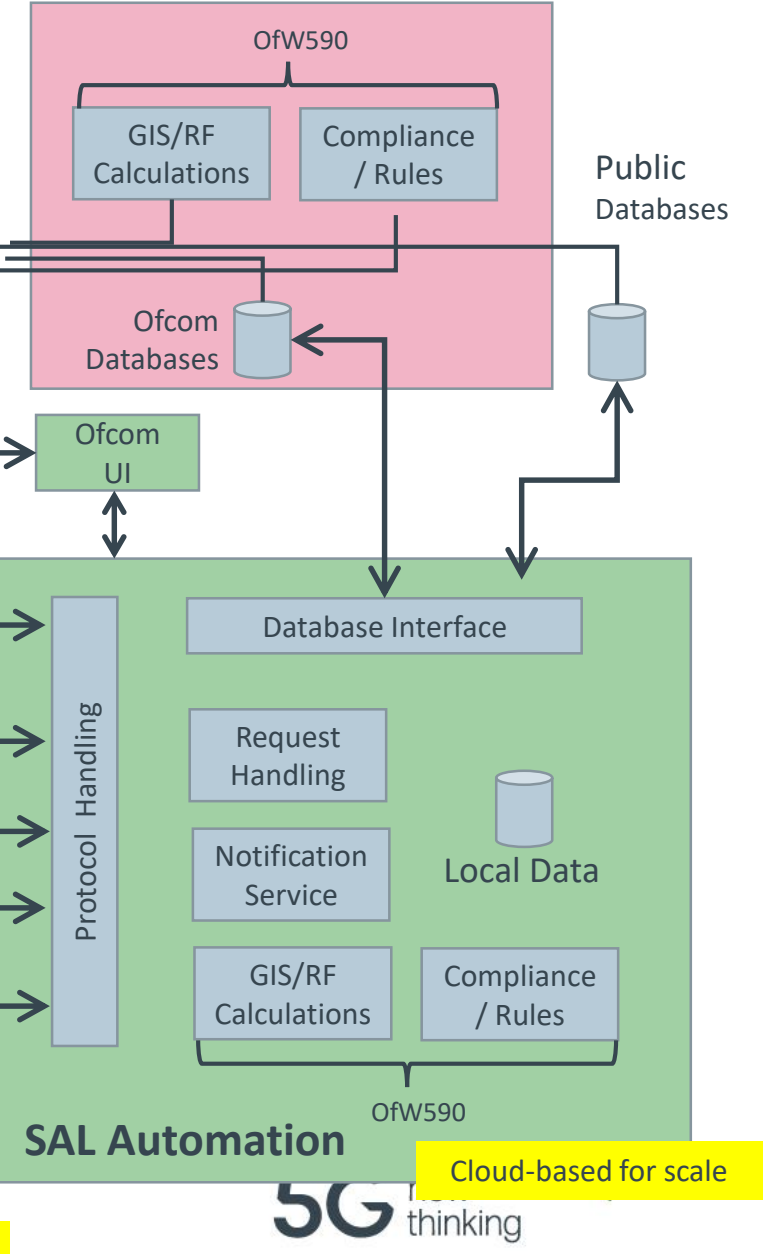 OfW590
GIS/RF
Calculations
Compliance
/ Rules
Public
Databases
Ofcom
Databases
Ofcom
UI
Database Interface
Protocol Handling
Request
Handling
Notification
Service
Local Data
GIS/RF
Calculations
Compliance
/ Rules
OfW590
SAL Automation
Cloud-based for scale
5G
thinking